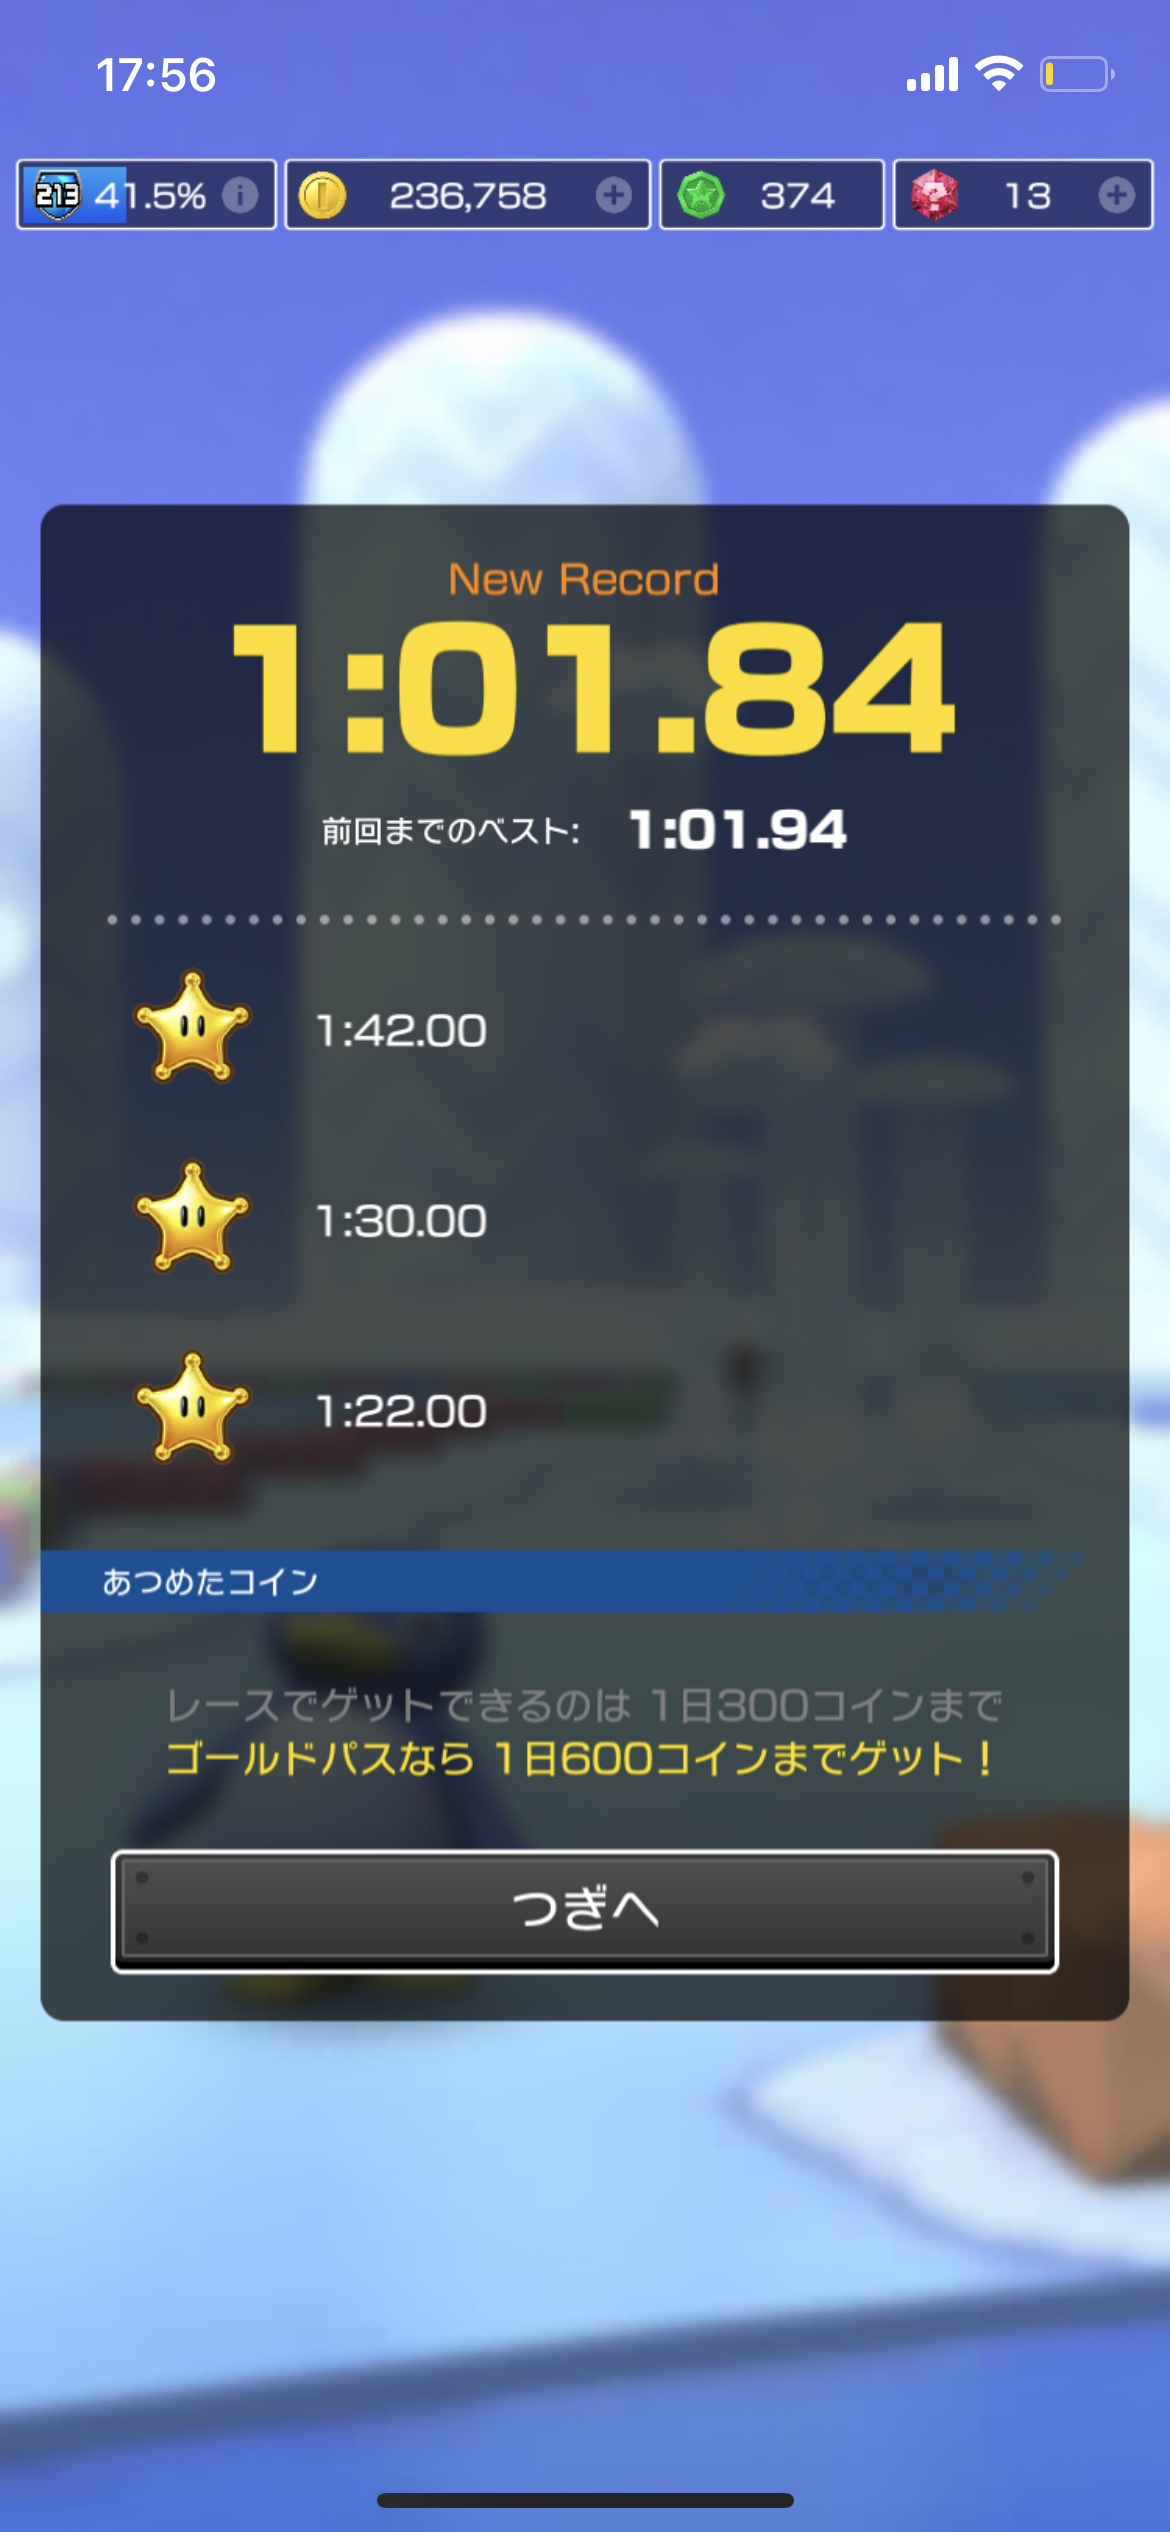 17:56
213 41.5% i 236,758 + 374 ? 13 +
New Record
1:01.84
前回までのベスト: 1:01.94
1:42.00
1:30.00
1:22.00
あつめたコイン
レースでゲットできるのは 1日300コインまで
ゴールドパスなら 1日600コインまでゲット！
つぎへ